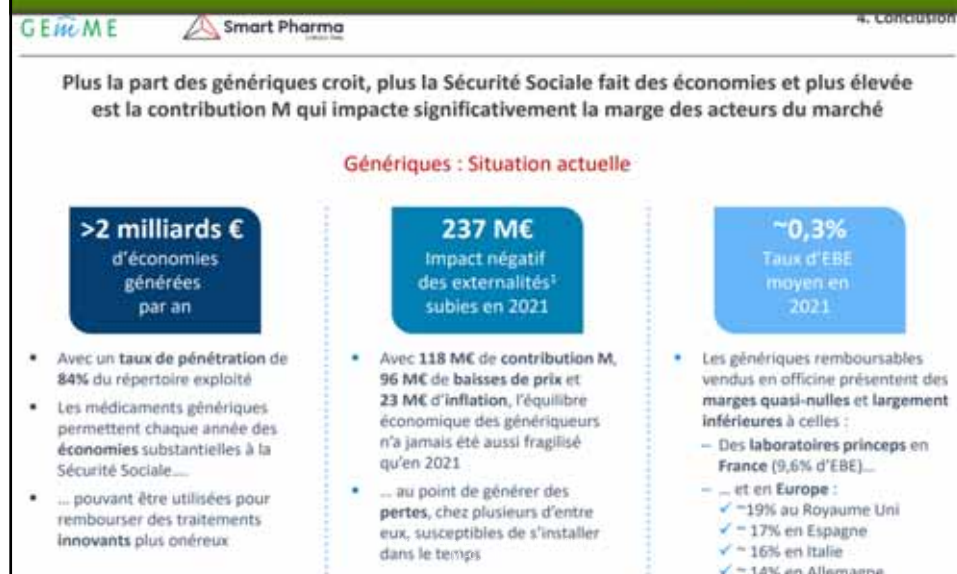 GEMME
Smart Pharma
4. Conclusion
Plus la part des génériques croit, plus la Sécurité Sociale fait des économies et plus élevée
est la contribution M qui impacte significativement la marge des acteurs du marché
Génériques : Situation actuelle
>2 milliards €
d'économies
générées
par an
▪ Avec un taux de pénétration de
84% du répertoire exploité
▪ Les médicaments génériques
permettent chaque année des
économies substantielles à la
Sécurité Sociale....
▪ ... pouvant être utilisées pour
rembourser des traitements
innovants plus onéreux
237 M€
Impact négatif
des externalités¹
subies en 2021
▪ Avec 118 M€ de contribution M,
96 M€ de baisses de prix et
23 M€ d'inflation, l'équilibre
économique des génériqueurs
n'a jamais été aussi fragilisé
qu'en 2021
▪ ... au point de générer des
pertes, chez plusieurs d'entre
eux, susceptibles de s'installer
dans le temps
~0,3%
Taux d'EBE
moyen en
2021
▪ Les génériques remboursables
vendus en officine présentent des
marges quasi-nulles et largement
inférieures à celles :
– Des laboratoires princeps en
France (9,6% d'EBE)...
– ... et en Europe :
✓ ~19% au Royaume Uni
✓ ~ 17% en Espagne
✓ ~ 16% en Italie
✓ ~ 14% en Allemagne